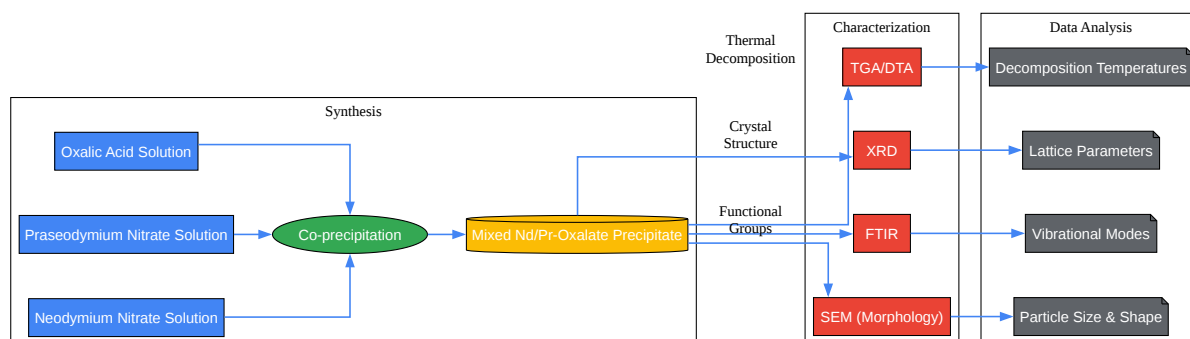 Synthesis
Oxalic Acid Solution
Praseodymium Nitrate Solution
Neodymium Nitrate Solution
Co-precipitation
Mixed Nd/Pr-Oxalate Precipitate
Thermal
Decomposition
Crystal
Structure
Functional
Groups
Characterization
TGA/DTA
XRD
FTIR
SEM (Morphology)
Data Analysis
Decomposition Temperatures
Lattice Parameters
Vibrational Modes
Particle Size & Shape